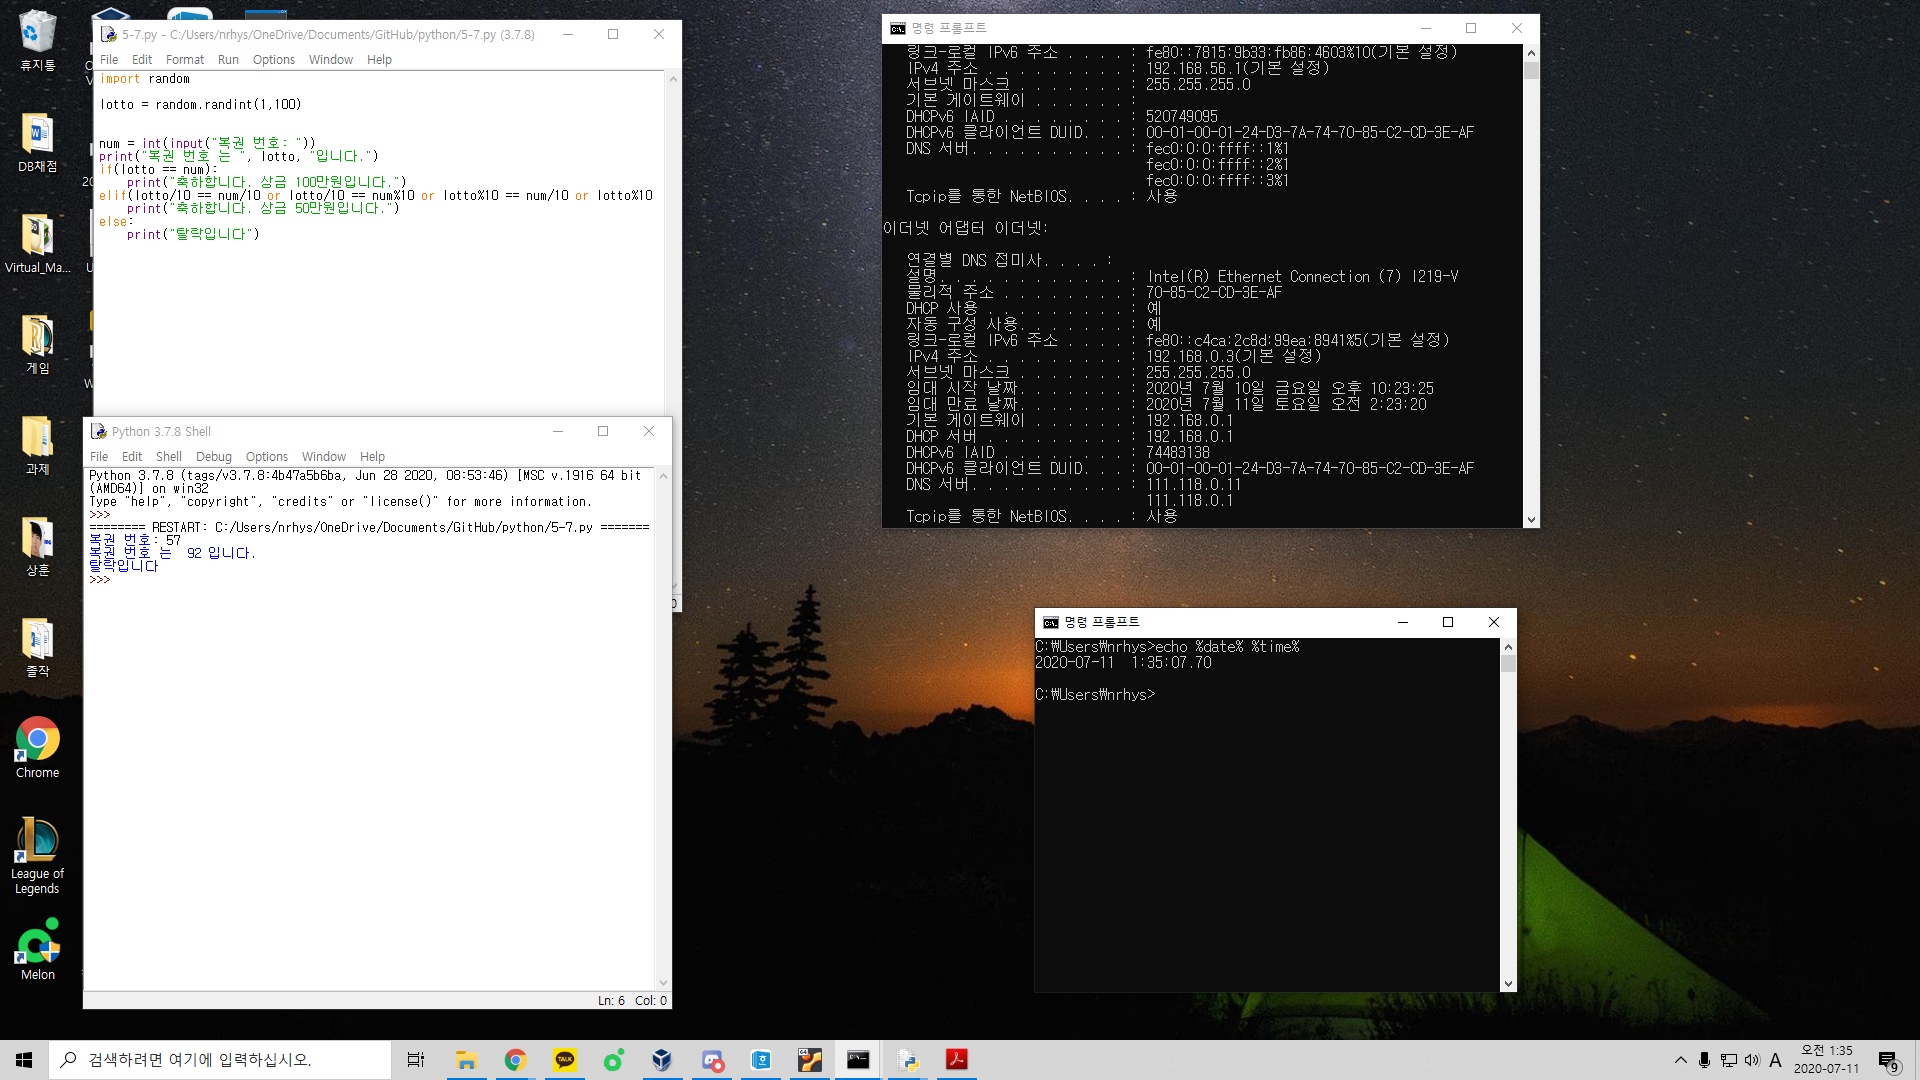 휴지통
DB채점
Virtual_Ma...
게임
과제
상훈
졸작
Chrome
League of
Legends
Melon
5-7.py - C:/Users/nrhys/OneDrive/Documents/GitHub/python/5-7.py (3.7.8)
File Edit Format Run Options Window Help
import random
lotto = random.randint(1,100)
num = int(input("복권 번호: "))
print("복권 번호 는 ", lotto, "입니다.")
if(lotto == num):
    print("축하합니다. 상금 100만원입니다.")
elif(lotto/10 == num/10 or lotto/10 == num%10 or lotto%10 == num/10 or lotto%10
    print("축하합니다. 상금 50만원입니다.")
else:
    print("탈락입니다")
Python 3.7.8 Shell
File Edit Shell Debug Options Window Help
Python 3.7.8 (tags/v3.7.8:4b47a5b6ba, Jun 28 2020, 08:53:46) [MSC v.1916 64 bit
(AMD64)] on win32
Type "help", "copyright", "credits" or "license()" for more information.
>>>
======== RESTART: C:/Users/nrhys/OneDrive/Documents/GitHub/python/5-7.py =======
복권 번호: 57
복권 번호 는  92 입니다.
탈락입니다
>>>
Ln: 6 Col: 0
명령 프롬프트
링크-로컬 IPv6 주소 . . . . : fe80::7815:9b33:fb86:4603%10(기본 설정)
IPv4 주소 . . . . . . . . . : 192.168.56.1(기본 설정)
서브넷 마스크 . . . . . . . : 255.255.255.0
기본 게이트웨이 . . . . . . :
DHCPv6 IAID . . . . . . . . : 520749095
DHCPv6 클라이언트 DUID. . . : 00-01-00-01-24-D3-7A-74-70-85-C2-CD-3E-AF
DNS 서버. . . . . . . . . . : fec0:0:0:ffff::1%1
fec0:0:0:ffff::2%1
fec0:0:0:ffff::3%1
Tcpip를 통한 NetBIOS. . . . : 사용
이더넷 어댑터 이더넷:
연결별 DNS 접미사. . . . :
설명. . . . . . . . . . . . : Intel(R) Ethernet Connection (7) I219-V
물리적 주소 . . . . . . . . : 70-85-C2-CD-3E-AF
DHCP 사용 . . . . . . . . . : 예
자동 구성 사용. . . . . . . : 예
링크-로컬 IPv6 주소 . . . . : fe80::c4ca:2c8d:99ea:8941%5(기본 설정)
IPv4 주소 . . . . . . . . . : 192.168.0.3(기본 설정)
서브넷 마스크 . . . . . . . : 255.255.255.0
임대 시작 날짜. . . . . . . : 2020년 7월 10일 금요일 오후 10:23:25
임대 만료 날짜. . . . . . . : 2020년 7월 11일 토요일 오전 2:23:20
기본 게이트웨이 . . . . . . : 192.168.0.1
DHCP 서버 . . . . . . . . . : 192.168.0.1
DHCPv6 IAID . . . . . . . . : 74483138
DHCPv6 클라이언트 DUID. . . : 00-01-00-01-24-D3-7A-74-70-85-C2-CD-3E-AF
DNS 서버. . . . . . . . . . : 111.118.0.11
111.118.0.1
Tcpip를 통한 NetBIOS. . . . : 사용
명령 프롬프트
C:₩Users₩nrhys>echo %date% %time%
2020-07-11  1:35:07.70
C:₩Users₩nrhys>
검색하려면 여기에 입력하십시오.
TALK
A
오전 1:35
2020-07-11
9